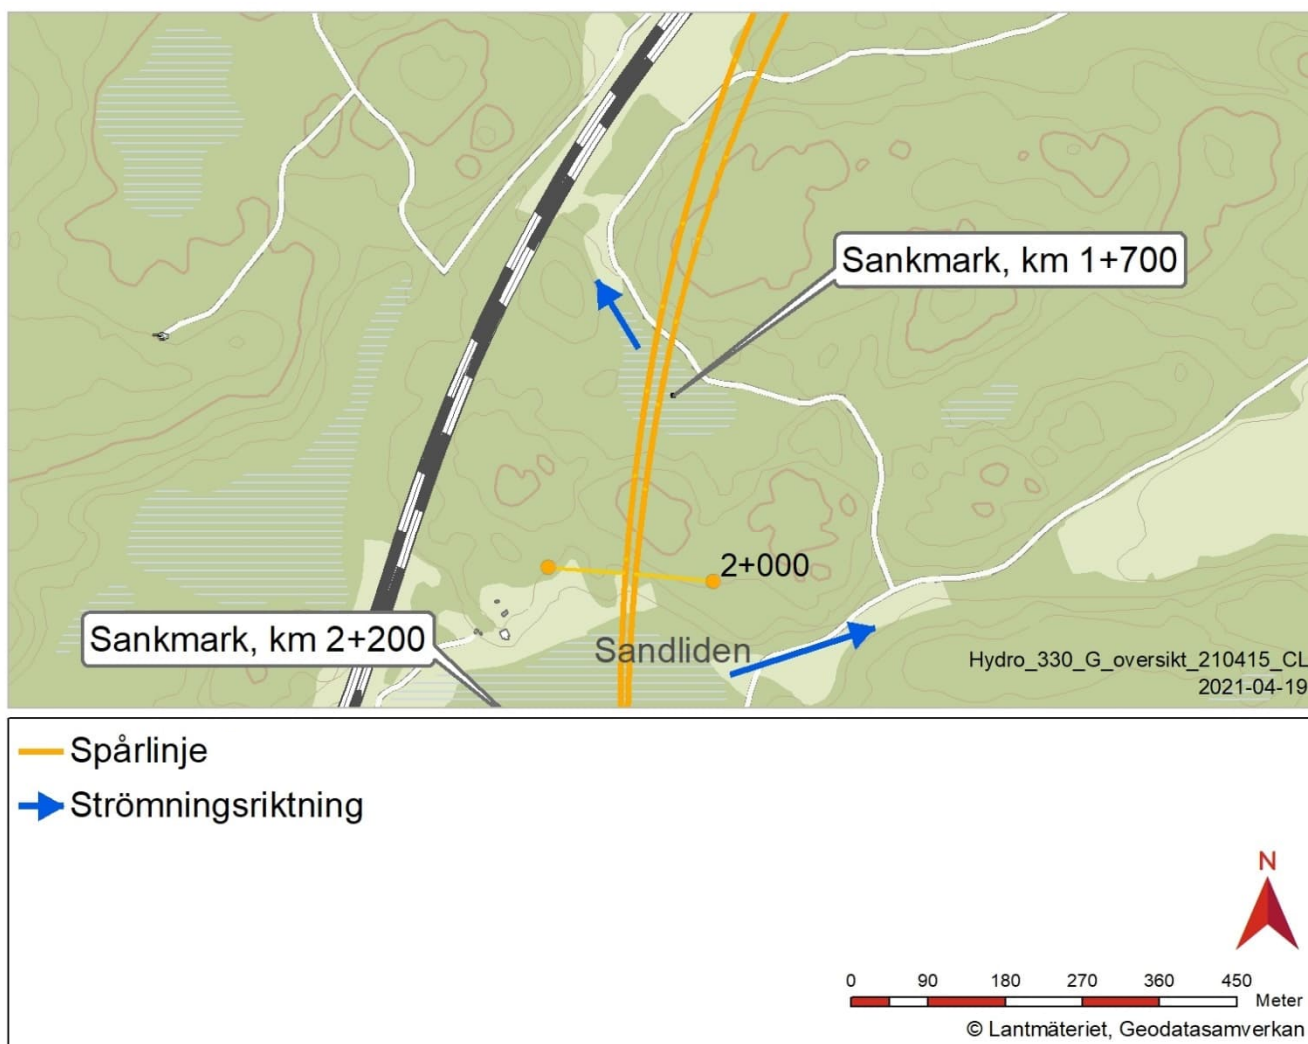 Sankmark, km 1+700
2+000
Sankmark, km 2+200
Sandliden
Hydro_330_G_oversikt_210415_CL
2021-04-19
Spårlinje
Strömningsriktning
N
0 90 180 270 360 450
Meter
© Lantmäteriet, Geodatasamverkan